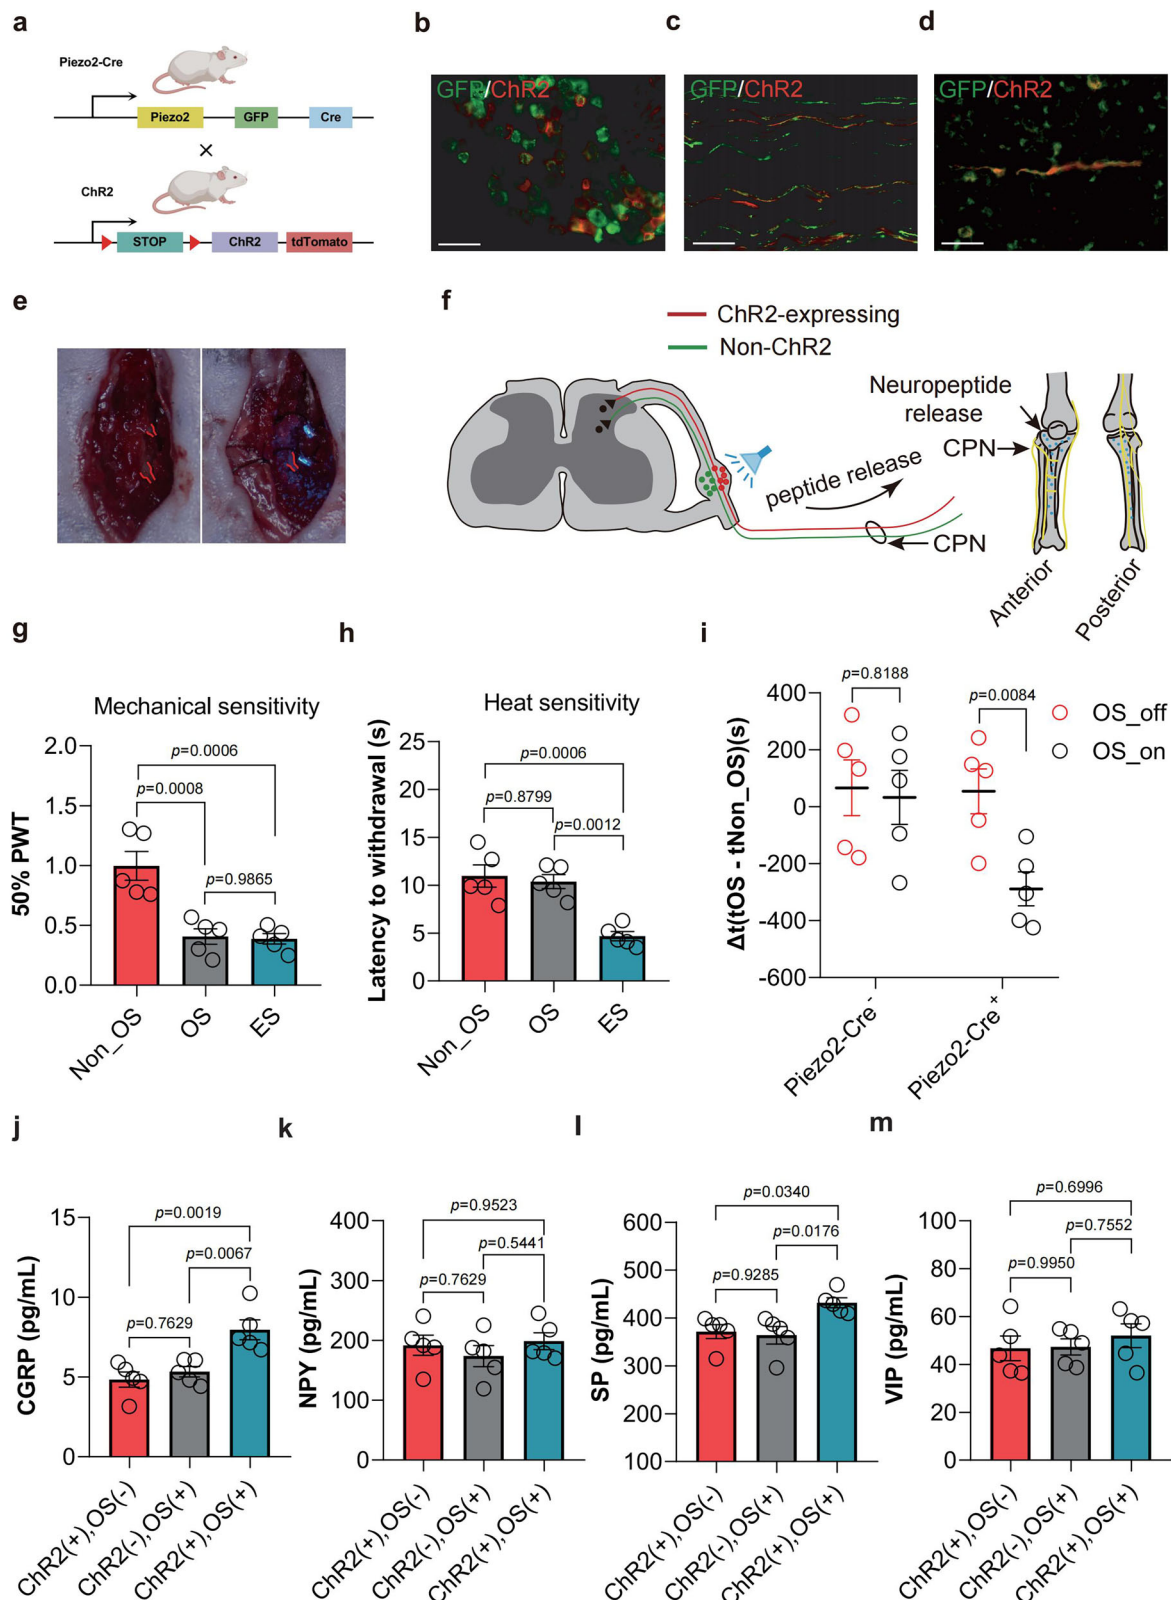 a
Piezo2-Cre
Piezo2 GFP Cre
×
ChR2
STOP ChR2 tdTomato
b
GFP/ChR2
c
GFP/ChR2
d
GFP/ChR2
e
f
ChR2-expressing
Non-ChR2
peptide release
CPN
Neuropeptide
release
CPN
Anterior
Posterior
g
Mechanical sensitivity
50% PWT
2.0
1.5
1.0
0.5
0.0
p=0.0006
p=0.0008
p=0.9865
Non_OS
OS
ES
h
Heat sensitivity
Latency to withdrawal (s)
25
20
15
10
5
0
p=0.0006
p=0.8799
p=0.0012
Non_OS
OS
ES
i
Δt(tOS - tNon_OS)(s)
400
200
0
-200
-400
-600
p=0.8188
p=0.0084
OS_off
OS_on
Piezo2-Cre-
Piezo2-Cre+
j
CGRP (pg/mL)
15
10
5
0
p=0.0019
p=0.0067
p=0.7629
ChR2(+), OS(-)
ChR2(-), OS(+)
ChR2(+), OS(+)
k
NPY (pg/mL)
400
300
200
100
0
p=0.9523
p=0.5441
p=0.7629
ChR2(+), OS(-)
ChR2(-), OS(+)
ChR2(+), OS(+)
l
SP (pg/mL)
600
500
400
300
200
100
p=0.0340
p=0.0176
p=0.9285
ChR2(+), OS(-)
ChR2(-), OS(+)
ChR2(+), OS(+)
m
VIP (pg/mL)
100
80
60
40
20
0
p=0.6996
p=0.7552
p=0.9950
ChR2(+), OS(-)
ChR2(-), OS(+)
ChR2(+), OS(+)